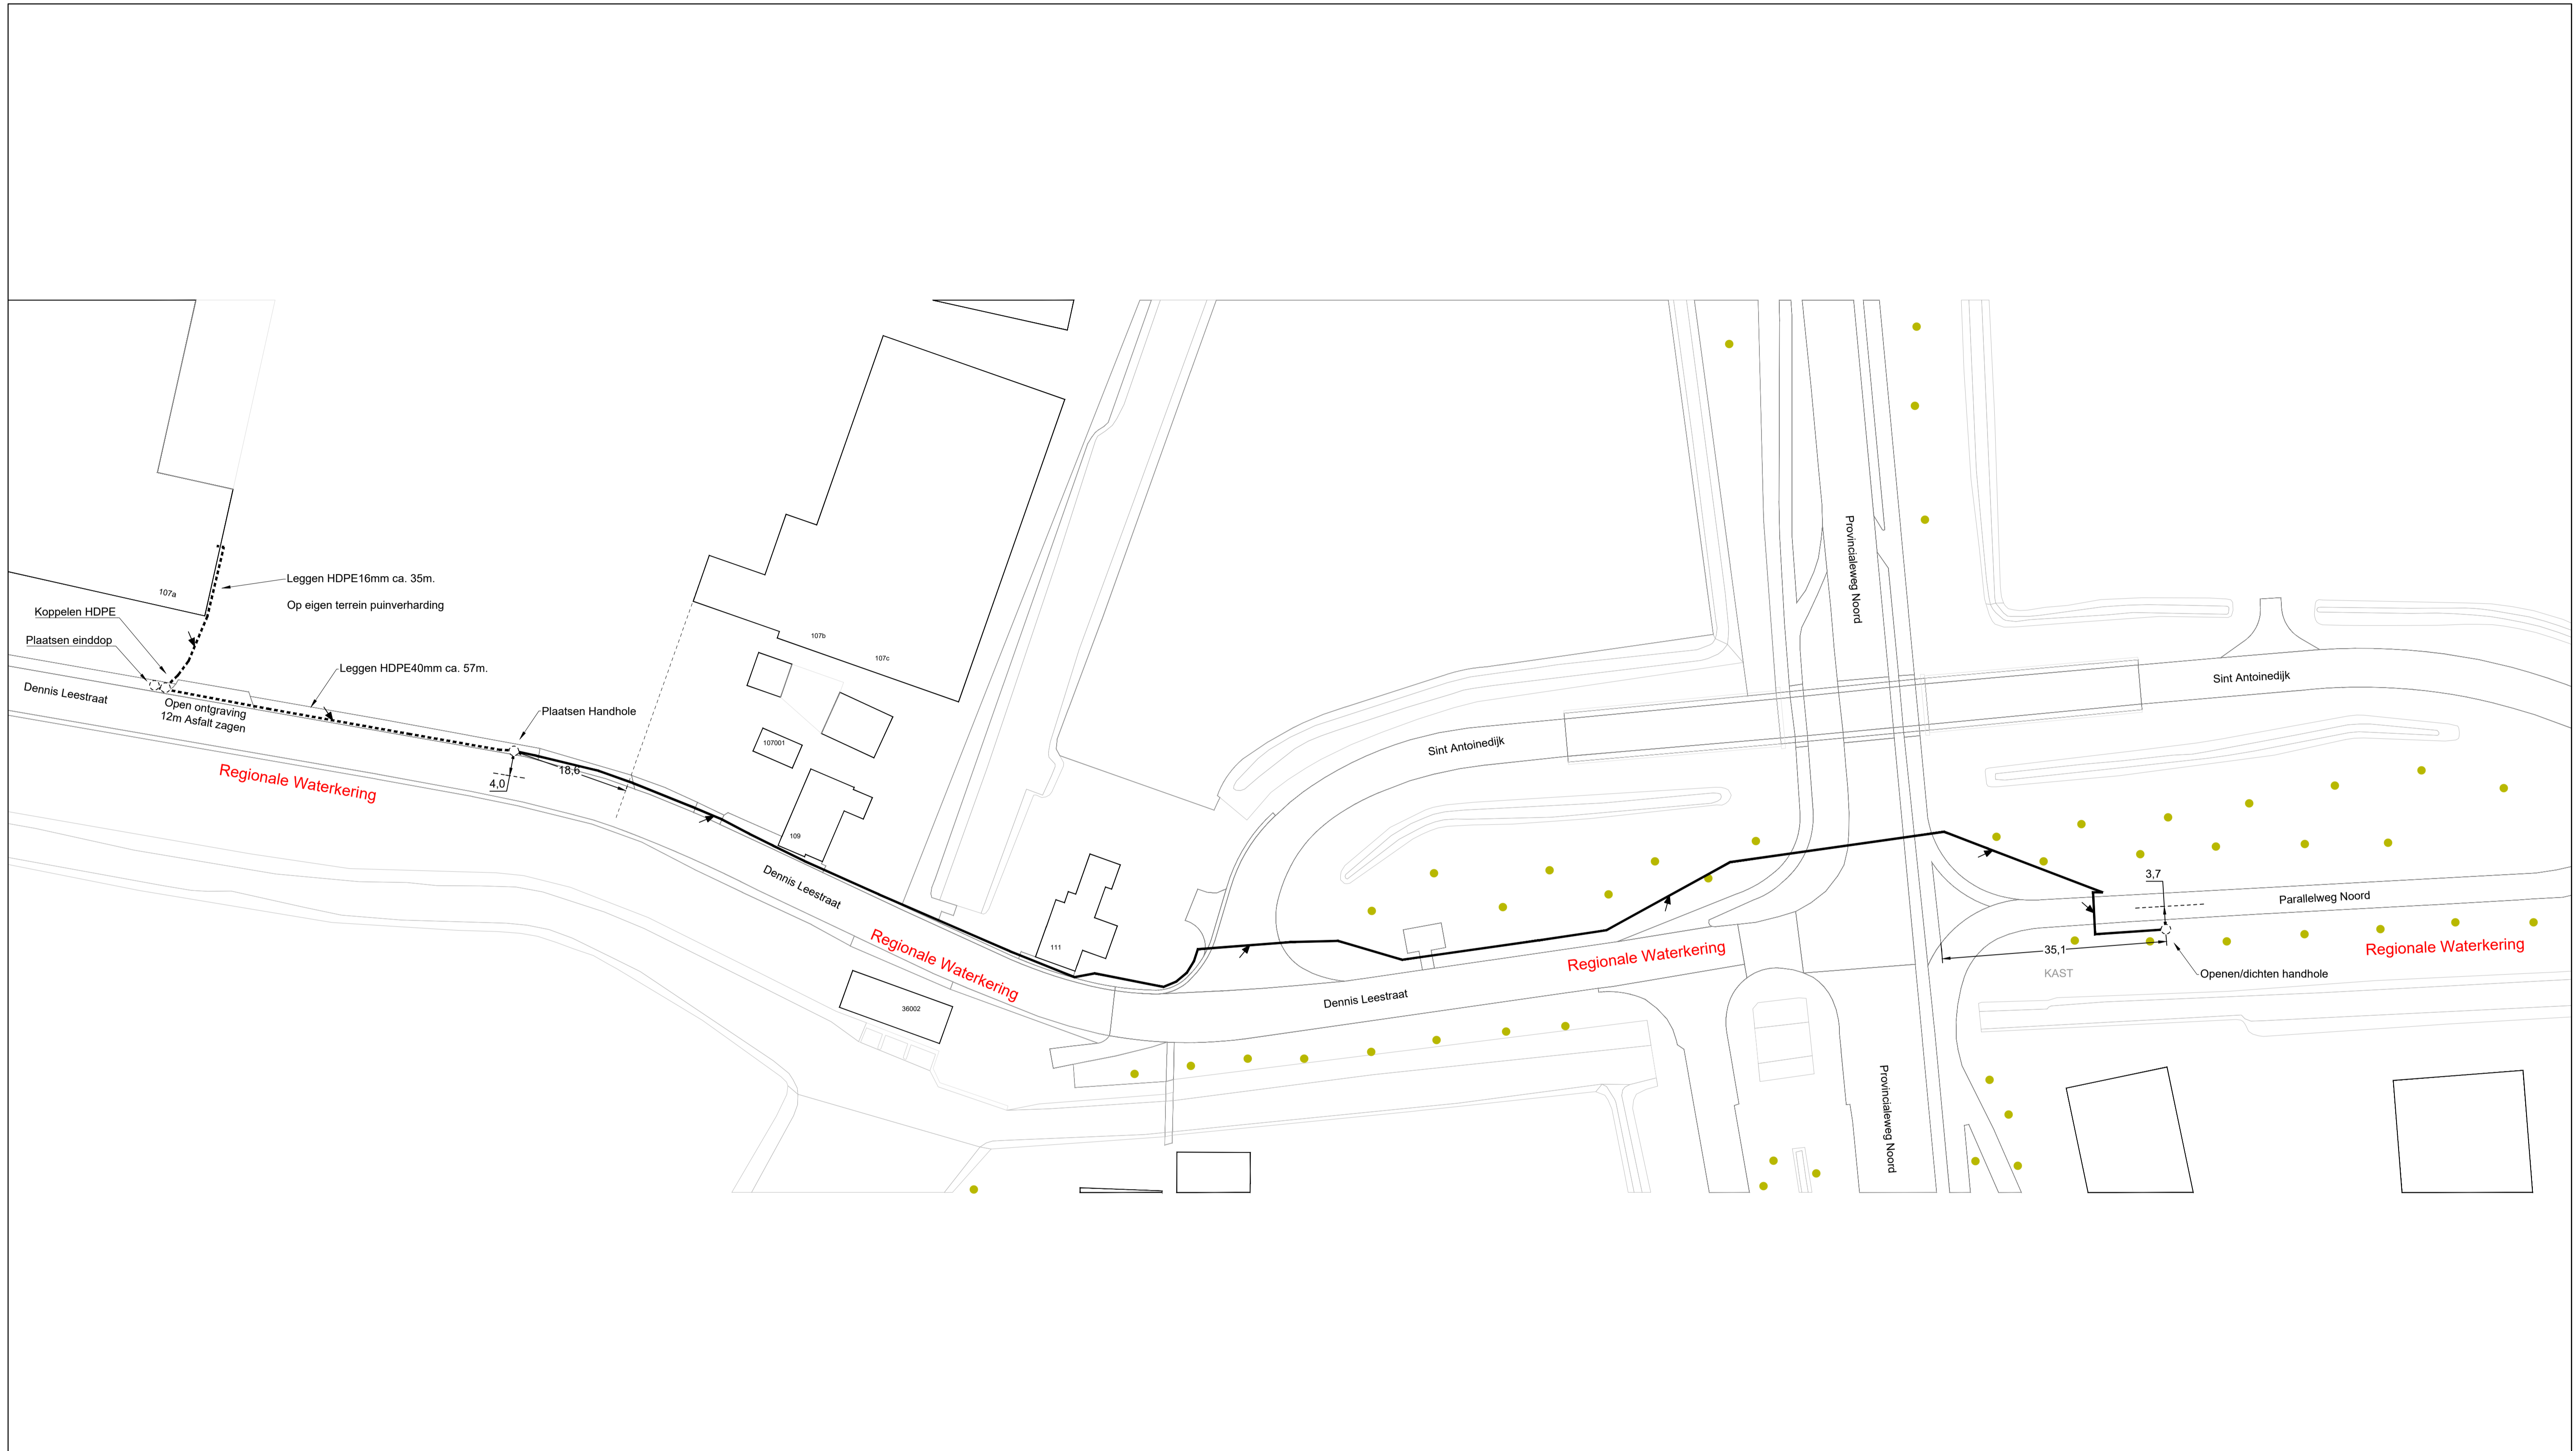 Leggen HDPE16mm ca. 35m.
Op eigen terrein puinverharding
107a
Koppelen HDPE
Plaatsen einddop
Leggen HDPE40mm ca. 57m.
Dennis Leestraat
Open ontgraving
12m Asfalt zagen
Plaatsen Handhole
Regionale Waterkering
4,0
18,6
107b
107c
107001
109
Dennis Leestraat
Regionale Waterkering
111
36002
Provincialeweg Noord
Sint Antoinedijk
Sint Antoinedijk
Dennis Leestraat
Regionale Waterkering
Provincialeweg Noord
3,7
Parallelweg Noord
35,1
KAST
Openen/dichten handhole
Regionale Waterkering